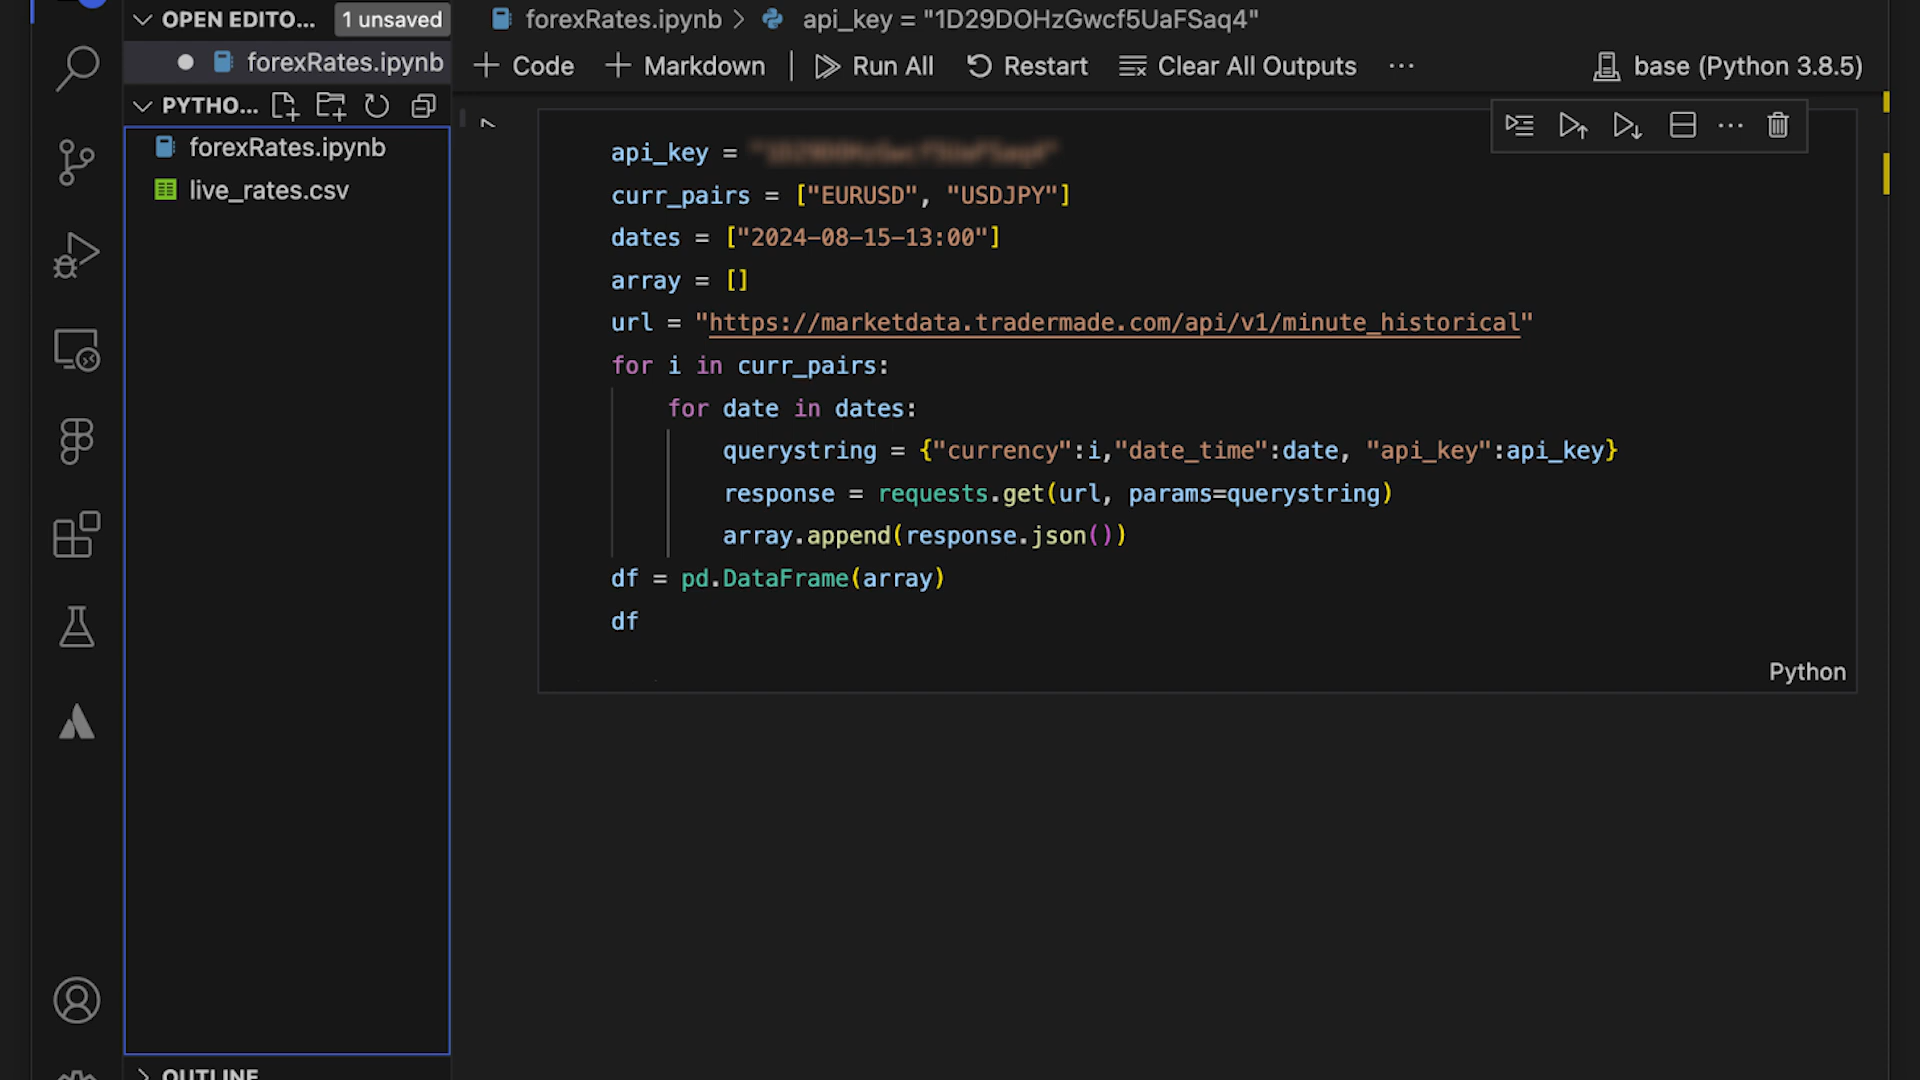 OPEN EDITO... 1 unsaved
forexRates.ipynb
PYTHO...
forexRates.ipynb
live_rates.csv
OUTLINE
forexRates.ipynb > api_key = "1D29DOHzGwcf5UaFSaq4"
Code Markdown Run All Restart Clear All Outputs ... base (Python 3.8.5)
api_key =
curr_pairs = ["EURUSD", "USDJPY"]
dates = ["2024-08-15-13:00"]
array = []
url = "https://marketdata.tradermade.com/api/v1/minute_historical"
for i in curr_pairs:
for date in dates:
querystring = {"currency":i,"date_time":date, "api_key":api_key}
response = requests.get(url, params=querystring)
array.append(response.json())
df = pd.DataFrame(array)
df
Python